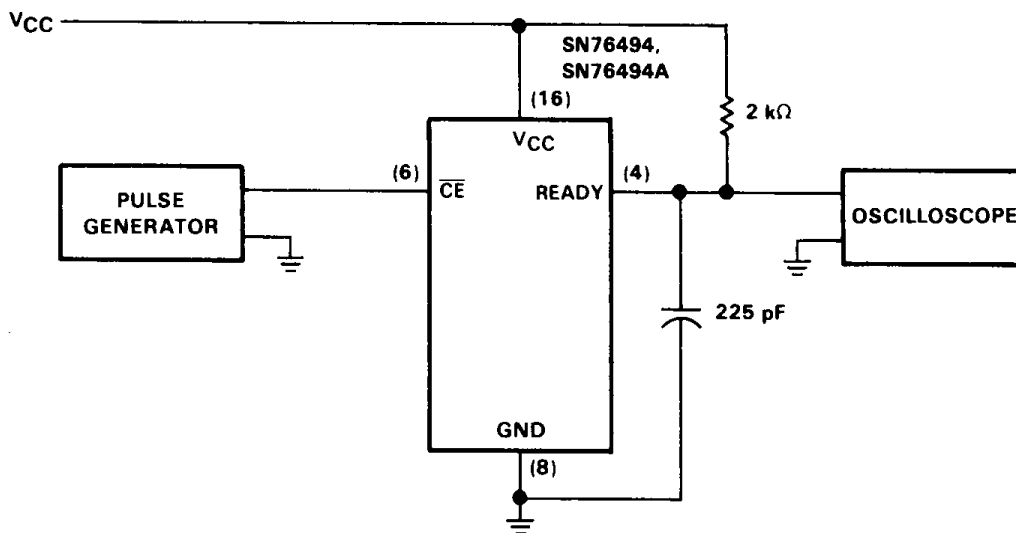 VCC
SN76494,
SN76494A
(16)
2 kΩ
VCC
(6)
CE
READY
(4)
PULSE
GENERATOR
OSCILLOSCOPE
225 pF
GND
(8)